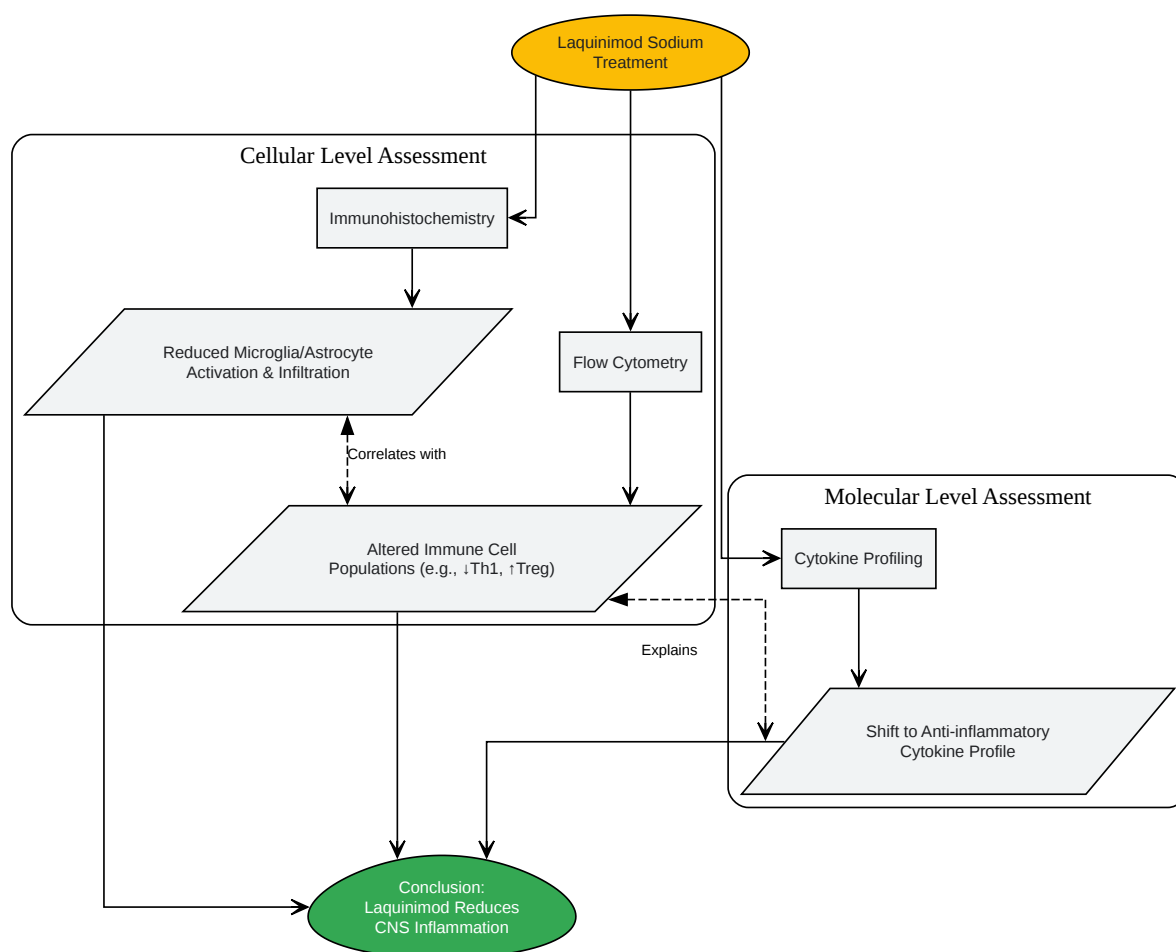 Laquinimod Sodium
Treatment
Cellular Level Assessment
Immunohistochemistry
Reduced Microglia/Astrocyte
Activation & Infiltration
Flow Cytometry
Correlates with
Molecular Level Assessment
Altered Immune Cell
Populations (e.g., ↓Th1, ↑Treg)
Cytokine Profiling
Explains
Shift to Anti-inflammatory
Cytokine Profile
Conclusion:
Laquinimod Reduces
CNS Inflammation